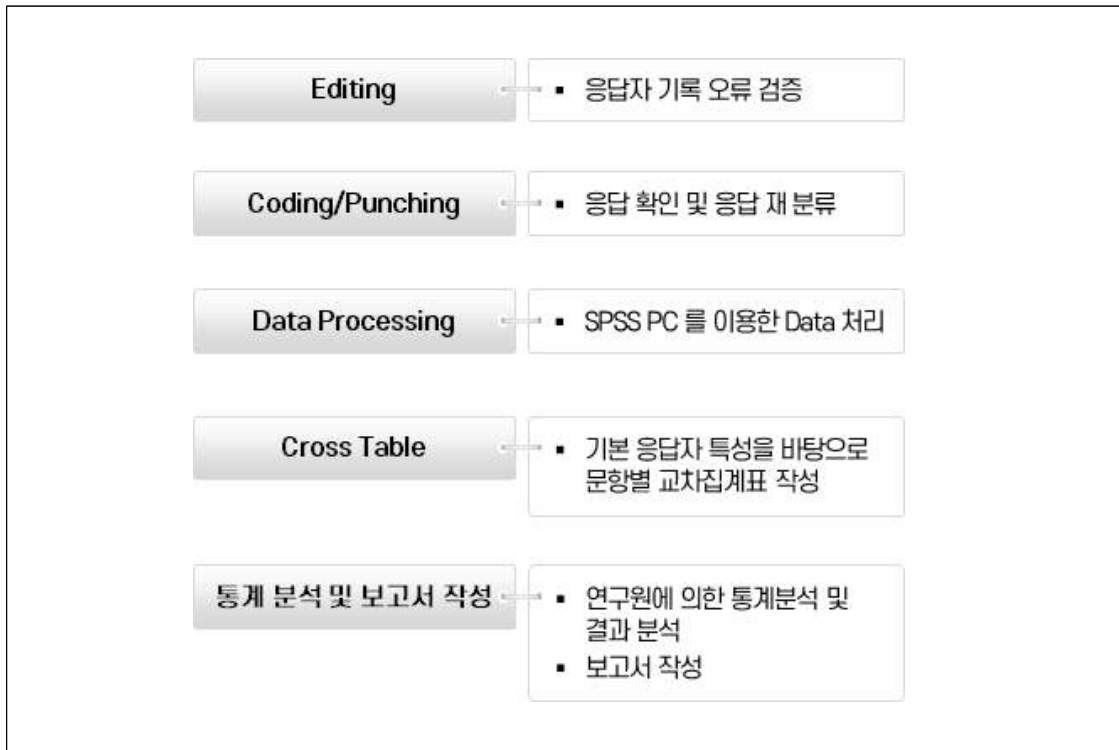 Editing
▪ 응답자 기록 오류 검증
Coding/Punching
▪ 응답 확인 및 응답 재 분류
Data Processing
▪ SPSS PC 를 이용한 Data 처리
Cross Table
▪ 기본 응답자 특성을 바탕으로
문항별 교차집계표 작성
통계 분석 및 보고서 작성
▪ 연구원에 의한 통계분석 및
결과 분석
▪ 보고서 작성